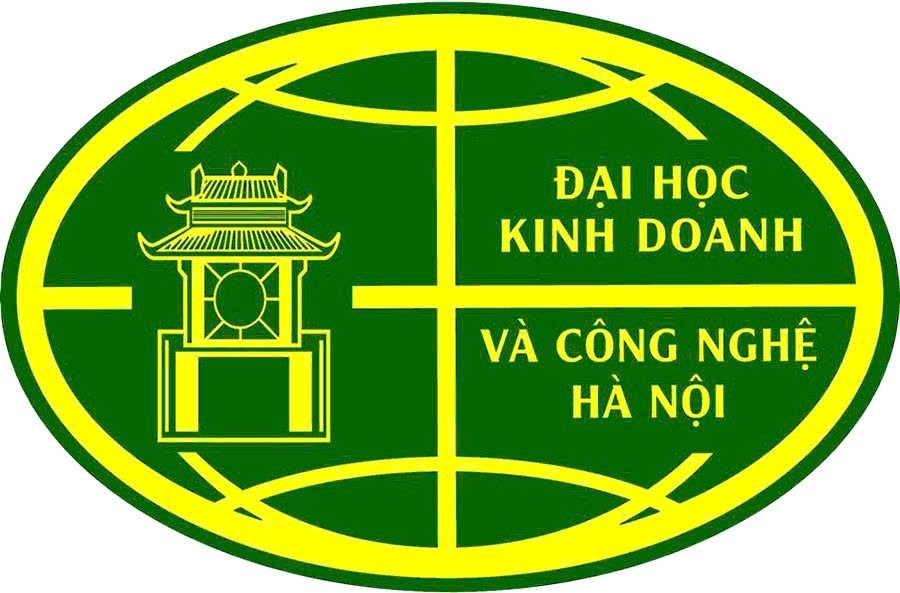 ĐẠI HỌC
KINH DOANH
VÀ CÔNG NGHỆ
HÀ NỘI